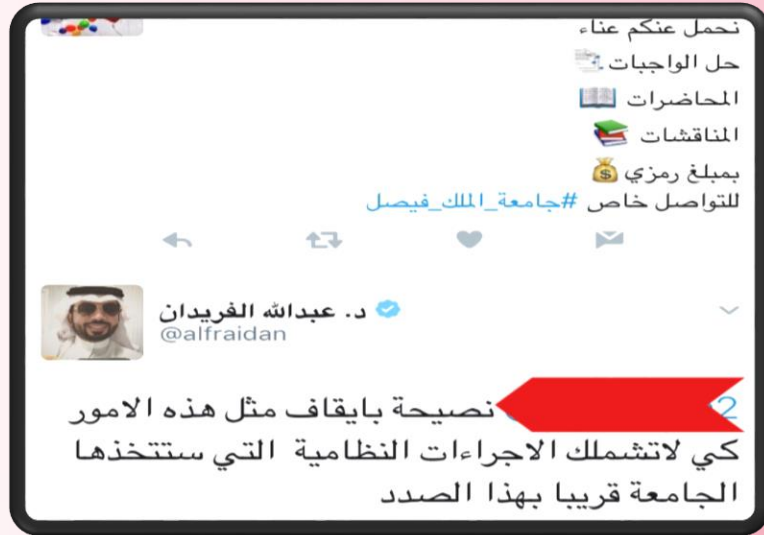 نحمل عنكم عناء
حل الواجبات
المحاضرات
المناقشات
بمبلغ رمزي
للتواصل خاص #جامعة_الملك_فيصل
د. عبدالله الفريدان
@alfraidan
2
نصيحة بايقاف مثل هذه الامور
كي لاتشملك الاجراءات النظامية التي ستتخذها
الجامعة قريبا بهذا الصدد